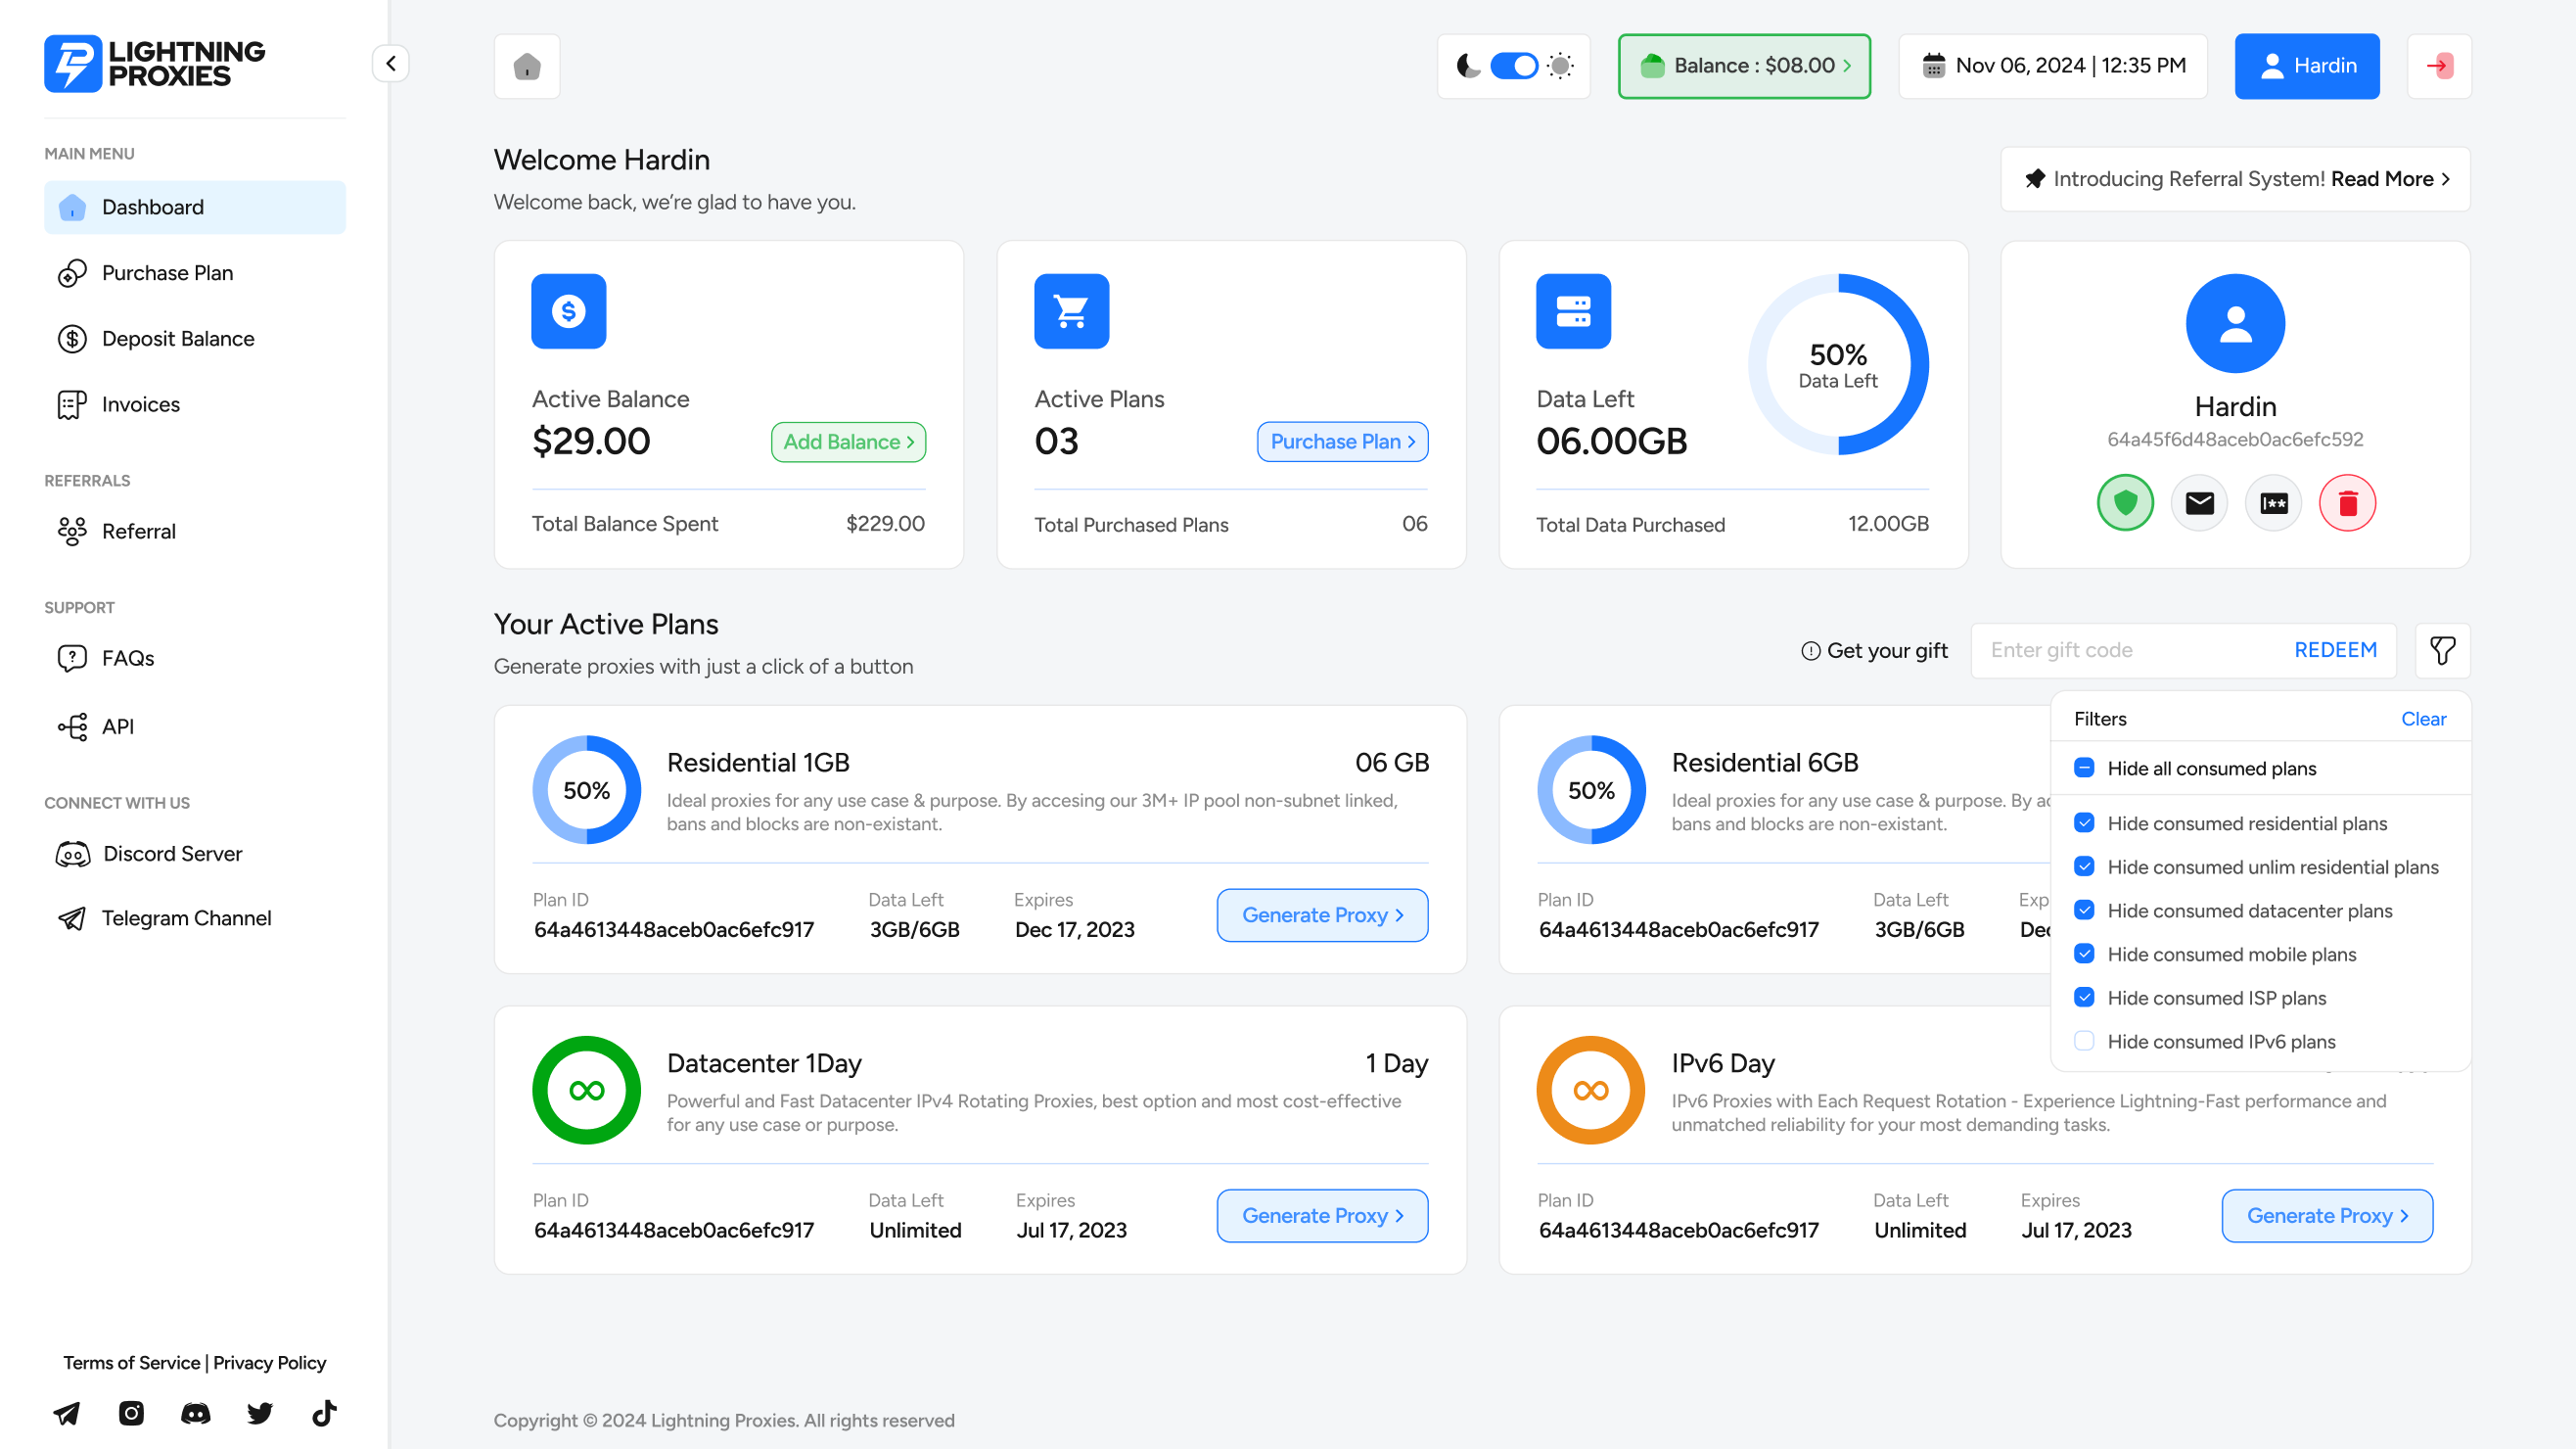 LIGHTNING
PROXIES
MAIN MENU
Dashboard
Purchase Plan
Deposit Balance
Invoices
REFERRALS
Referral
SUPPORT
FAQs
API
CONNECT WITH US
Discord Server
Telegram Channel
Terms of Service | Privacy Policy
Balance : $08.00
Nov 06, 2024 | 12:35 PM
Hardin
Welcome Hardin
Welcome back, we’re glad to have you.
Introducing Referral System! Read More
Active Balance
$29.00
Add Balance
Total Balance Spent
$229.00
Active Plans
03
Purchase Plan
Total Purchased Plans
06
50%
Data Left
Data Left
06.00GB
Total Data Purchased
12.00GB
Hardin
64a45f6d48aceb0ac6efc592
Your Active Plans
Generate proxies with just a click of a button
Get your gift
Enter gift code
REDEEM
Filters
Clear
Hide all consumed plans
Hide consumed residential plans
Hide consumed unlim residential plans
Hide consumed datacenter plans
Hide consumed mobile plans
Hide consumed ISP plans
Hide consumed IPv6 plans
50%
Residential 1GB
06 GB
Ideal proxies for any use case & purpose. By accesing our 3M+ IP pool non-subnet linked,
bans and blocks are non-existant.
Plan ID
64a4613448aceb0ac6efc917
Data Left
3GB/6GB
Expires
Dec 17, 2023
Generate Proxy
50%
Residential 6GB
Ideal proxies for any use case & purpose. By
bans and blocks are non-existant.
Plan ID
64a4613448aceb0ac6efc917
Data Left
3GB/6GB
Datacenter 1Day
1 Day
Powerful and Fast Datacenter IPv4 Rotating Proxies, best option and most cost-effective
for any use case or purpose.
Plan ID
64a4613448aceb0ac6efc917
Data Left
Unlimited
Expires
Jul 17, 2023
Generate Proxy
IPv6 Day
IPv6 Proxies with Each Request Rotation - Experience Lightning-Fast performance and
unmatched reliability for your most demanding tasks.
Plan ID
64a4613448aceb0ac6efc917
Data Left
Unlimited
Expires
Jul 17, 2023
Generate Proxy
Copyright © 2024 Lightning Proxies. All rights reserved